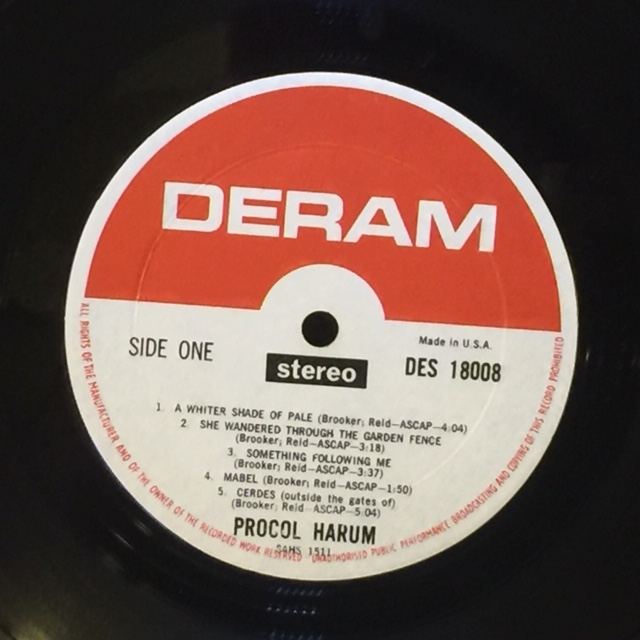 DERAM
SIDE ONE
stereo
Made in U.S.A.
DES 18008
1. A WHITER SHADE OF PALE (Brooker; Reid—ASCAP—4:04)
2. SHE WANDERED THROUGH THE GARDEN FENCE
(Brooker; Reid—ASCAP—3:18)
3. SOMETHING FOLLOWING ME
(Brooker; Reid—ASCAP—3:37)
4. MABEL (Brooker; Reid—ASCAP—1:50)
5. CERDES (outside the gates of)
(Brooker; Reid—ASCAP—5:04)
PROCOL HARUM
1511
ALL RIGHTS OF THE MANUFACTURER AND OF THE OWNER OF THE RECORDED WORK RESERVED UNAUTHORISED PUBLIC PERFORMANCE BROADCASTING AND COPYING OF THIS RECORD PROHIBITED